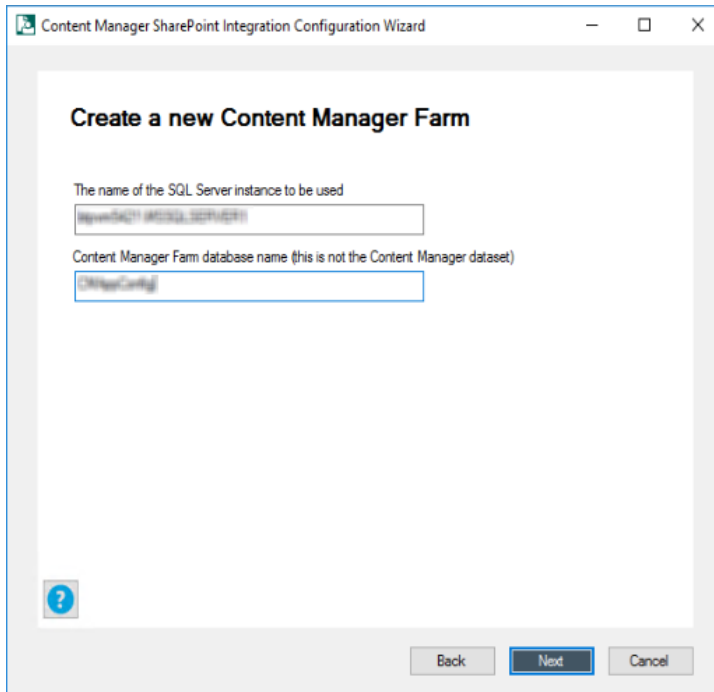 Content Manager SharePoint Integration Configuration Wizard
Create a new Content Manager Farm
The name of the SQL Server instance to be used
Content Manager Farm database name (this is not the Content Manager dataset)
?
Back Next Cancel